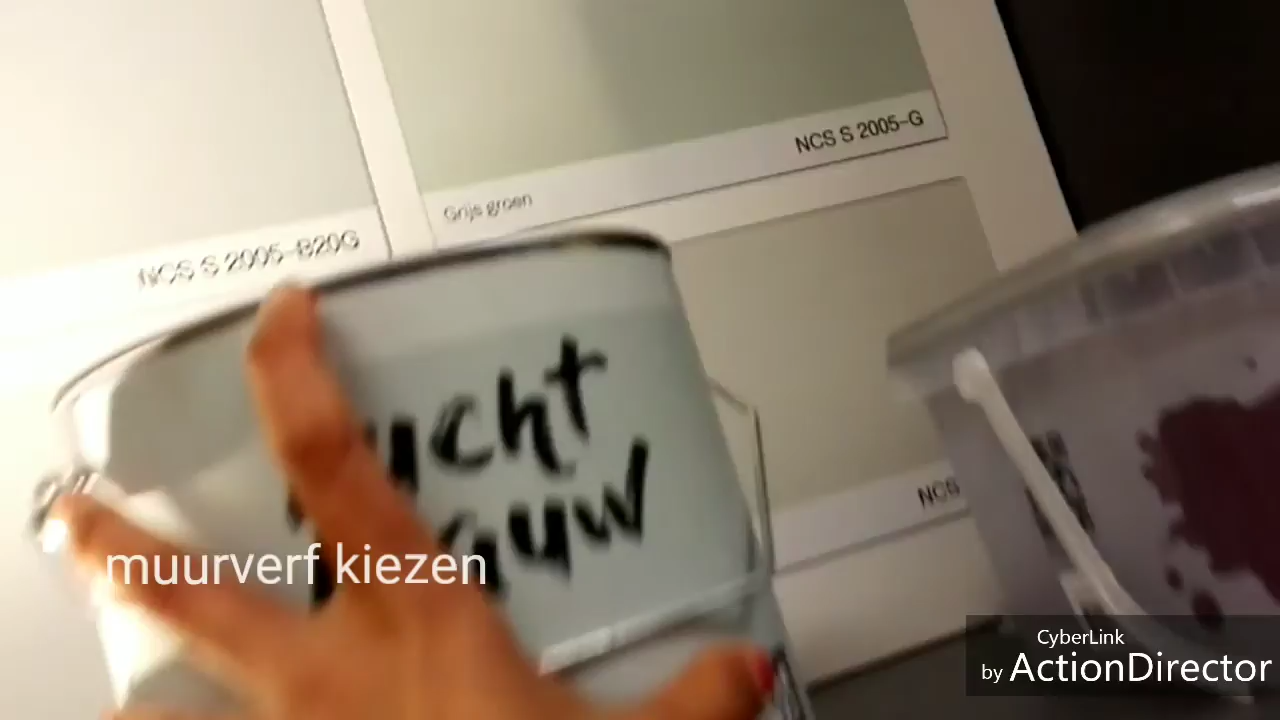 NCS S 2005-G
Grijs groen
NCS S 2005-B20G
NCS
muurverf kiezen
CyberLink
by ActionDirector